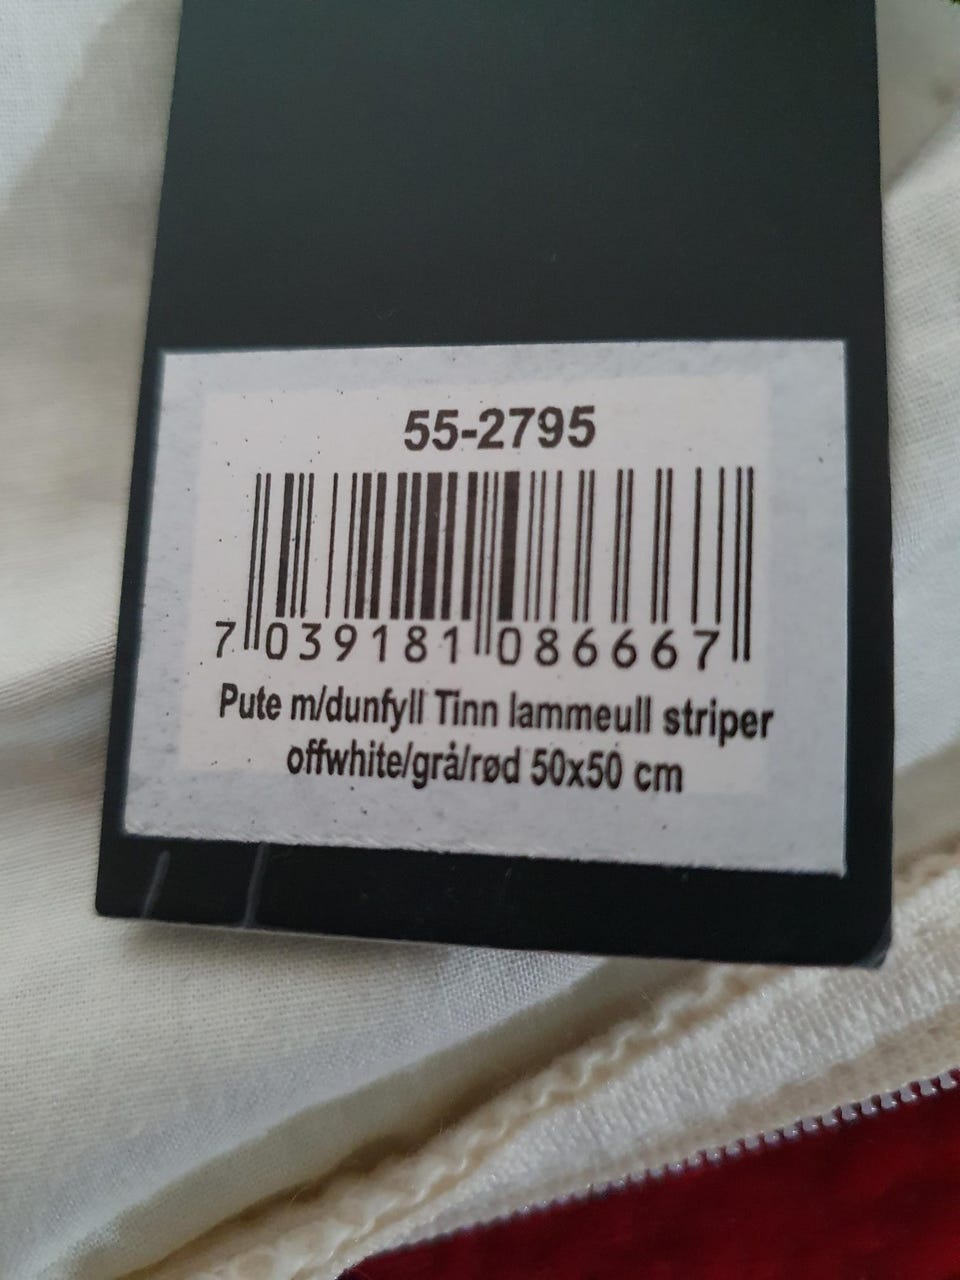 55-2795
7 039181 086667
Pute m/dunfyll Tinn lammeull striper
offwhite/grå/rød 50x50 cm